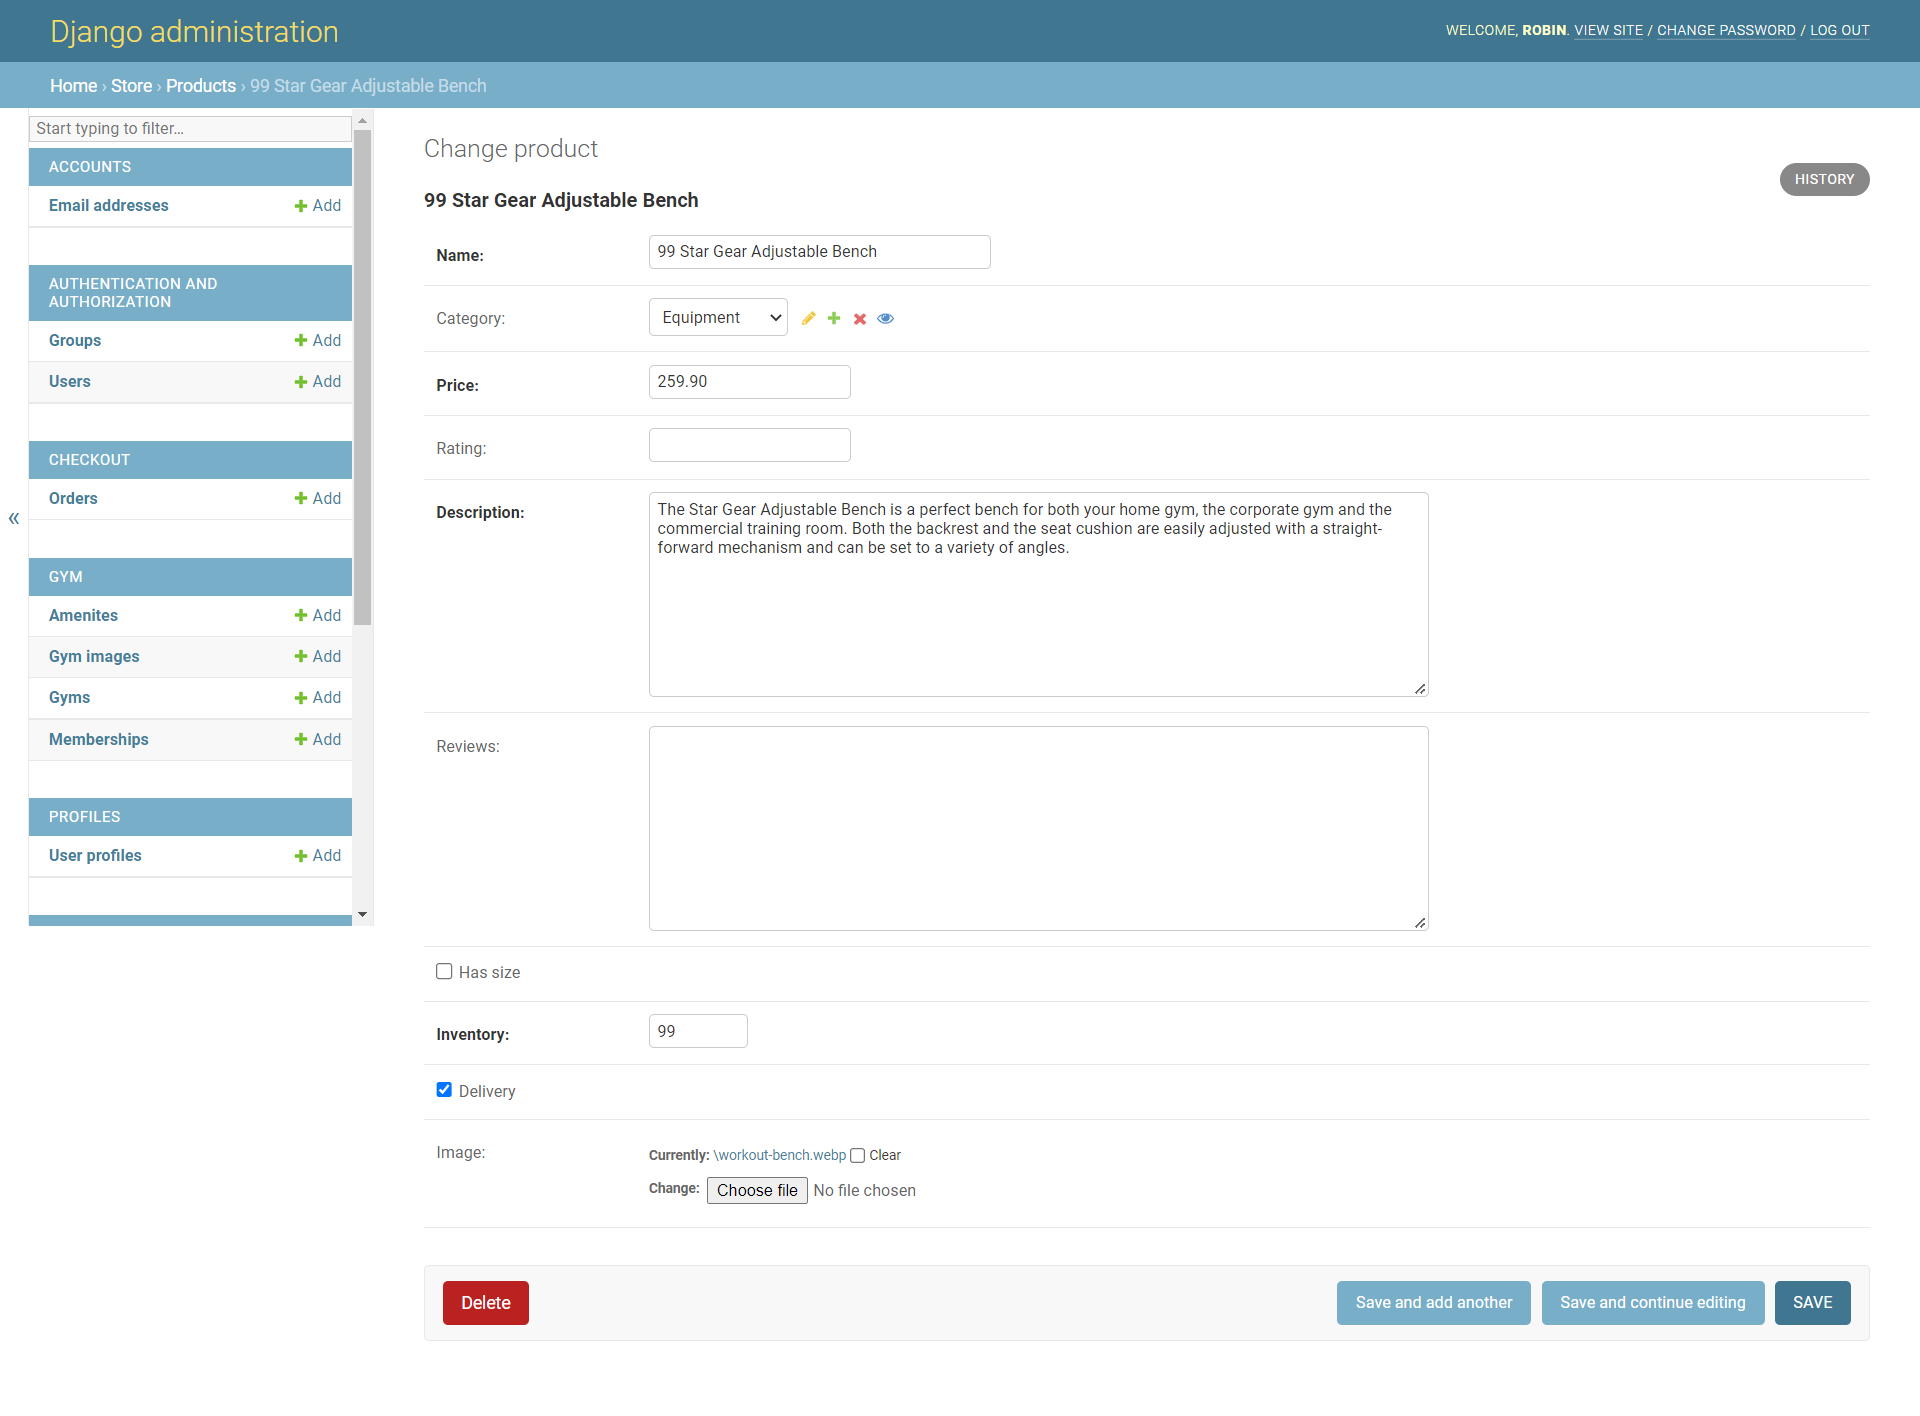 Django administration
WELCOME, ROBIN. VIEW SITE / CHANGE PASSWORD / LOG OUT
Home › Store › Products › 99 Star Gear Adjustable Bench
Start typing to filter...
ACCOUNTS
Email addresses
Add
AUTHENTICATION AND
AUTHORIZATION
Groups
Add
Users
Add
CHECKOUT
Orders
Add
«
GYM
Amenites
Add
Gym images
Add
Gyms
Add
Memberships
Add
PROFILES
User profiles
Add
Change product
HISTORY
99 Star Gear Adjustable Bench
Name:
99 Star Gear Adjustable Bench
Category:
Equipment
Price:
259.90
Rating:
Description:
The Star Gear Adjustable Bench is a perfect bench for both your home gym, the corporate gym and the
commercial training room. Both the backrest and the seat cushion are easily adjusted with a straight-
forward mechanism and can be set to a variety of angles.
Reviews:
Has size
Inventory:
99
Delivery
Image:
Currently: \workout-bench.webp Clear
Change: Choose file No file chosen
Delete
Save and add another
Save and continue editing
SAVE